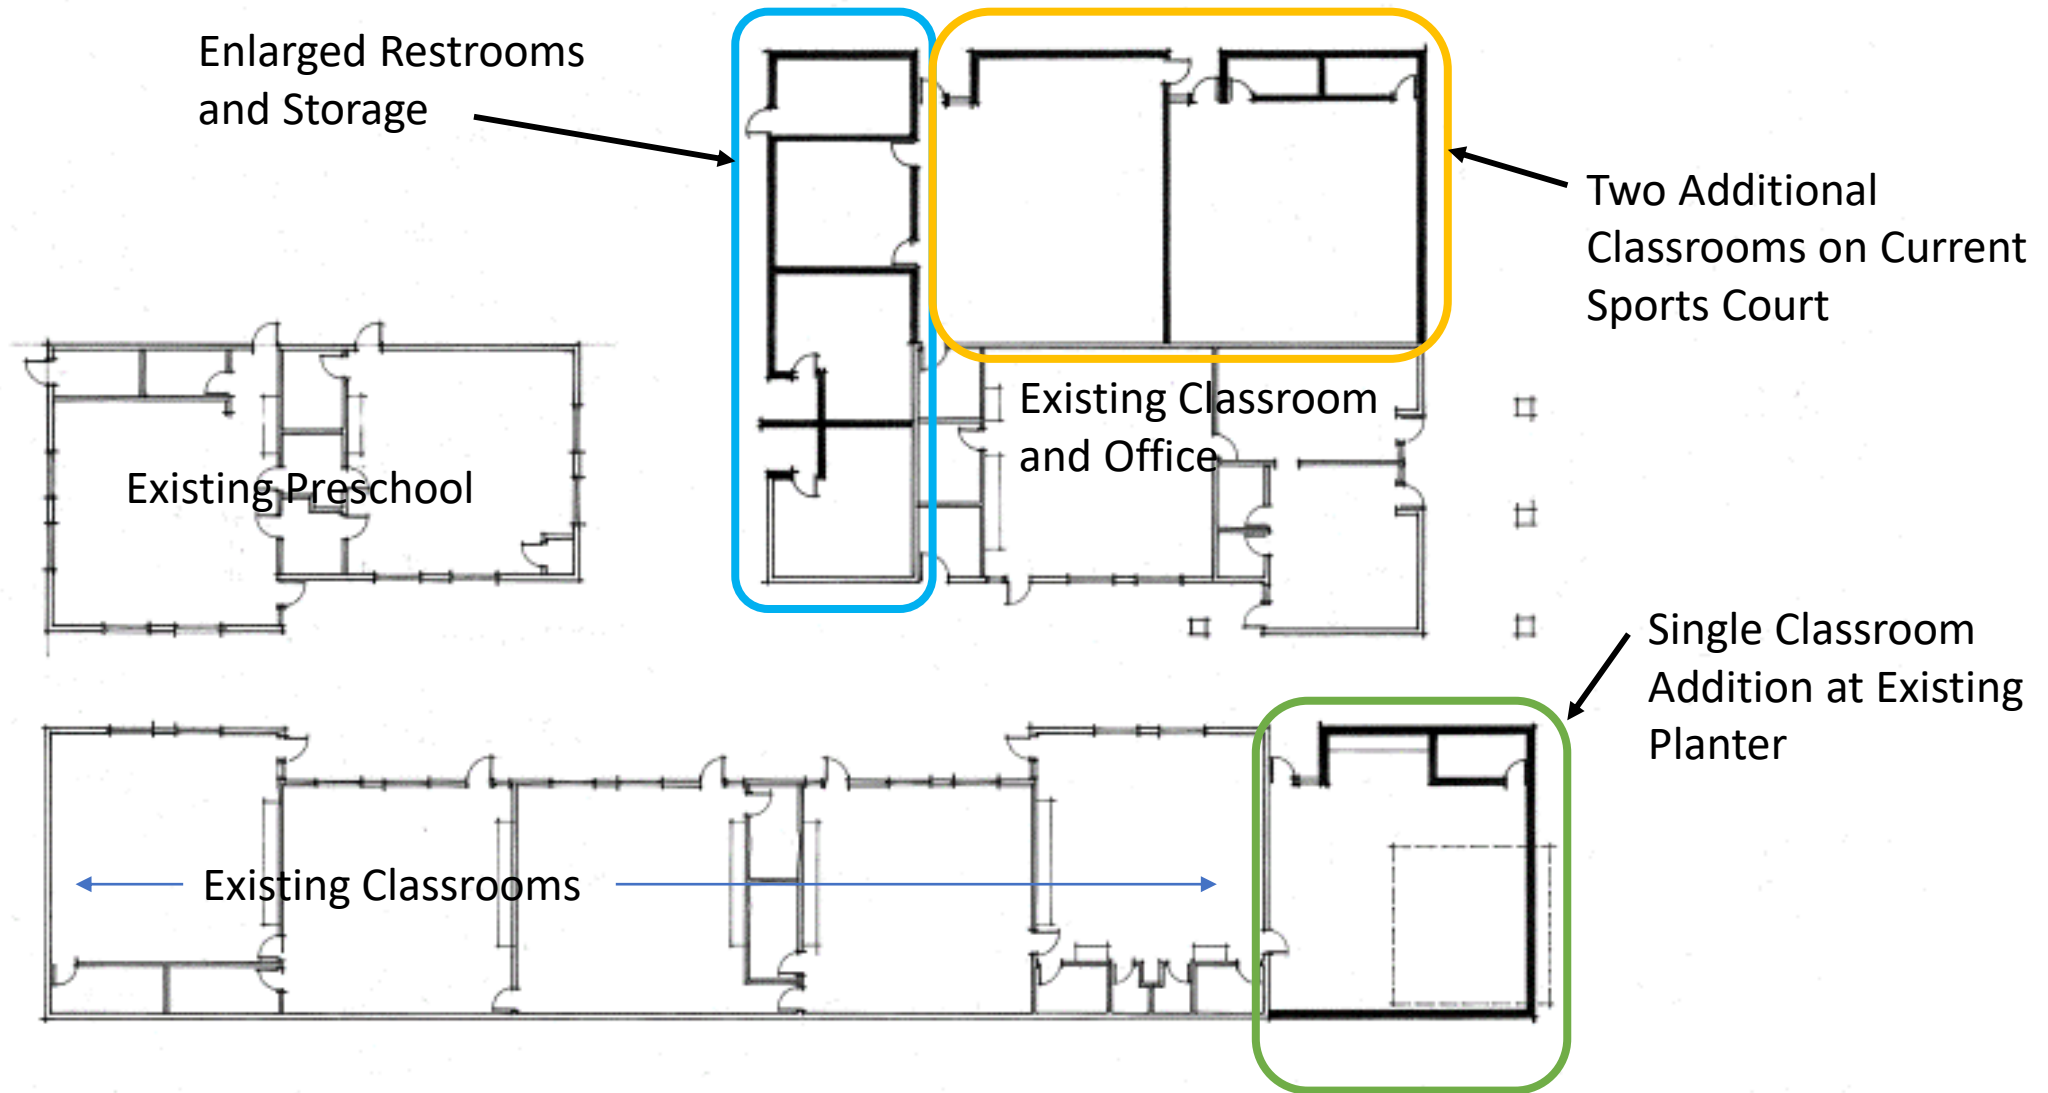 Enlarged Restrooms
and Storage
Two Additional
Classrooms on Current
Sports Court
Existing Classroom
and Office
Existing Preschool
Single Classroom
Addition at Existing
Planter
Existing Classrooms